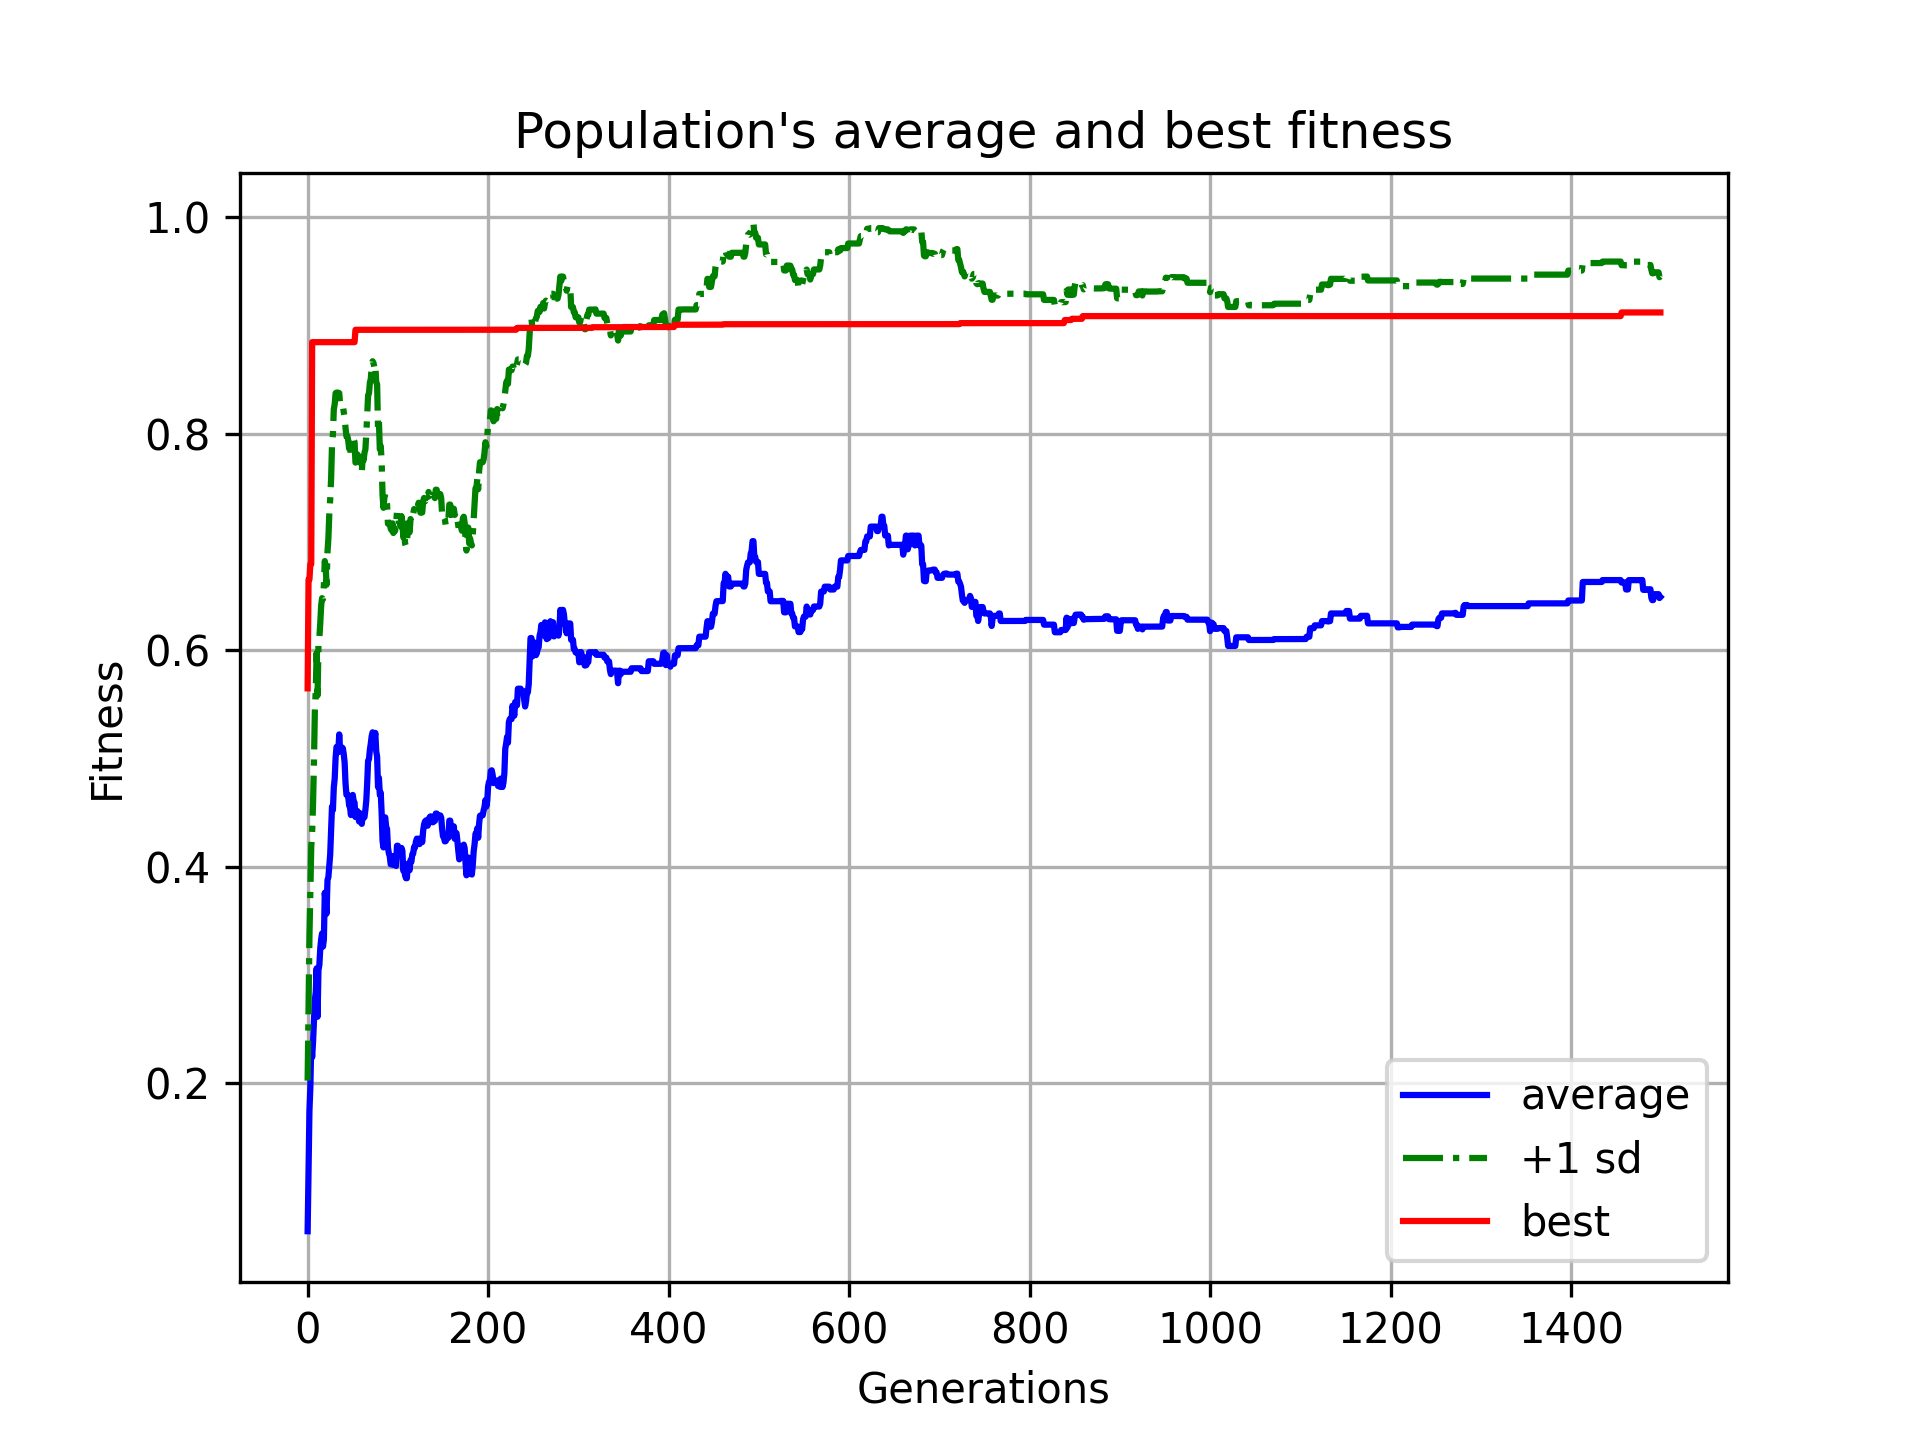 Population's average and best fitness
1.0
0.8
0.6
0.4
0.2
Fitness
0 200 400 600 800 1000 1200 1400
Generations
average
+1 sd
best